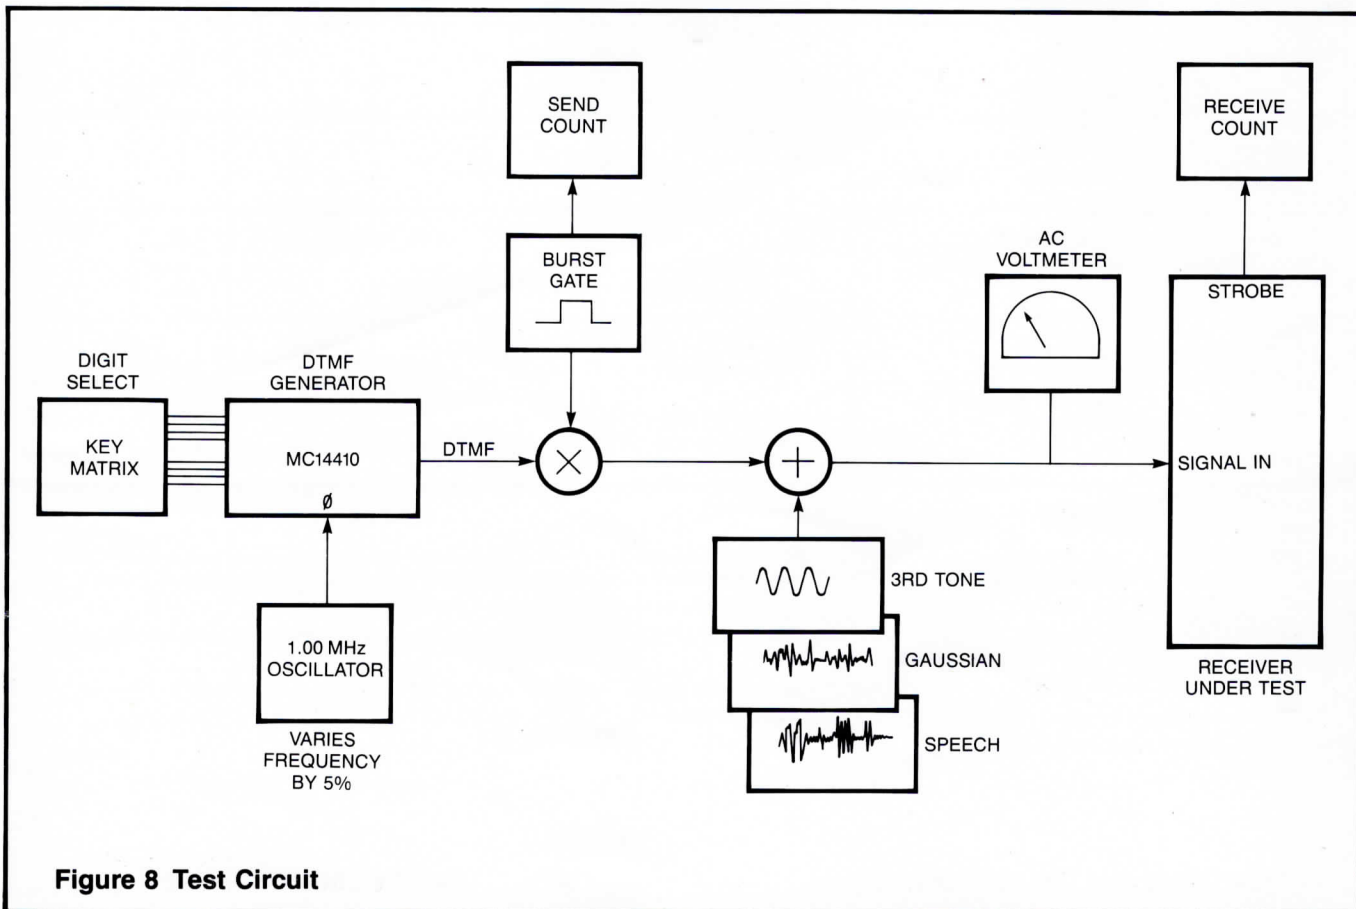 SEND
COUNT
RECEIVE
COUNT
BURST
GATE
AC
VOLTMETER
STROBE
DIGIT
SELECT
DTMF
GENERATOR
KEY
MATRIX
MC14410
Ø
DTMF
×
+
SIGNAL IN
3RD TONE
GAUSSIAN
SPEECH
1.00 MHz
OSCILLATOR
VARIES
FREQUENCY
BY 5%
RECEIVER
UNDER TEST
Figure 8 Test Circuit